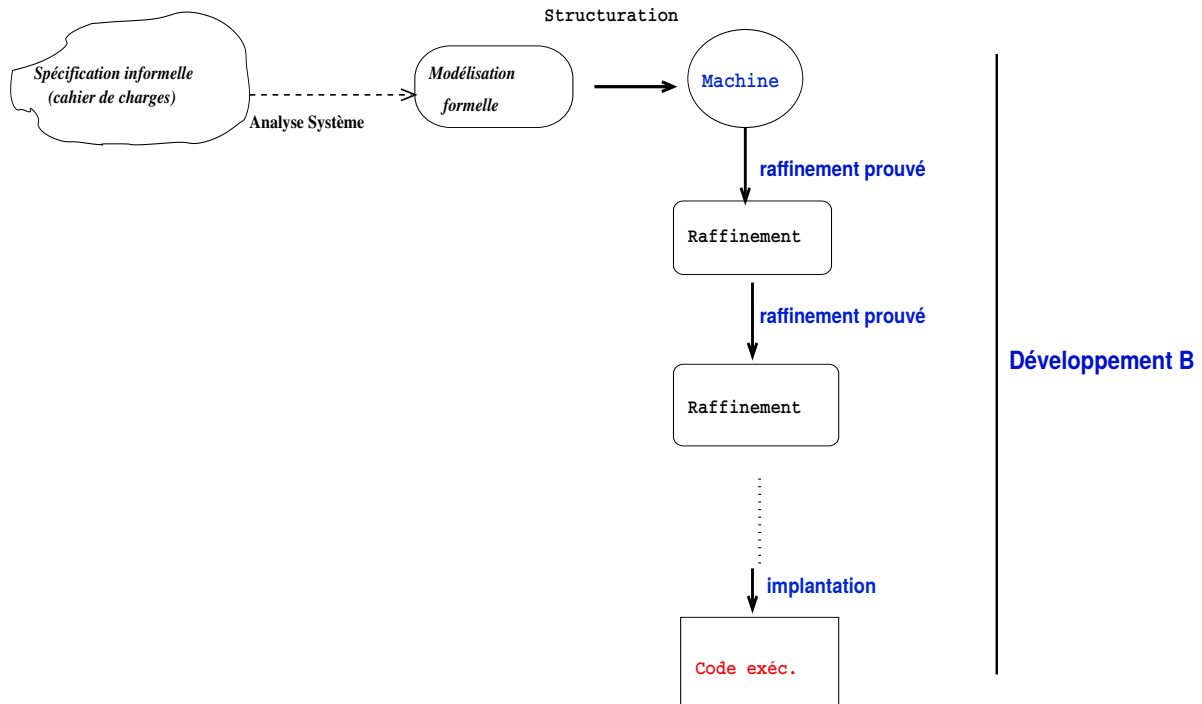 Structuration
Spécification informelle
(cahier de charges)
Analyse Système
Modélisation
formelle
Machine
raffinement prouvé
Raffinement
raffinement prouvé
Développement B
Raffinement
implantation
Code exéc.